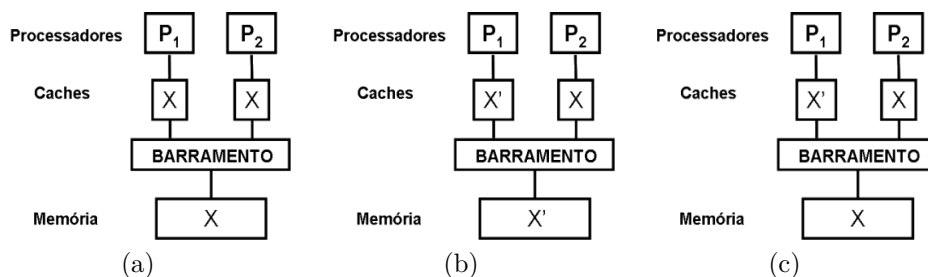 Processadores P1 P2 Processadores P1 P2 Processadores P1 P2
Caches X X Caches X' X Caches X' X
BARRAMENTO BARRAMENTO BARRAMENTO
Memória X Memória X' Memória X
(a) (b) (c)